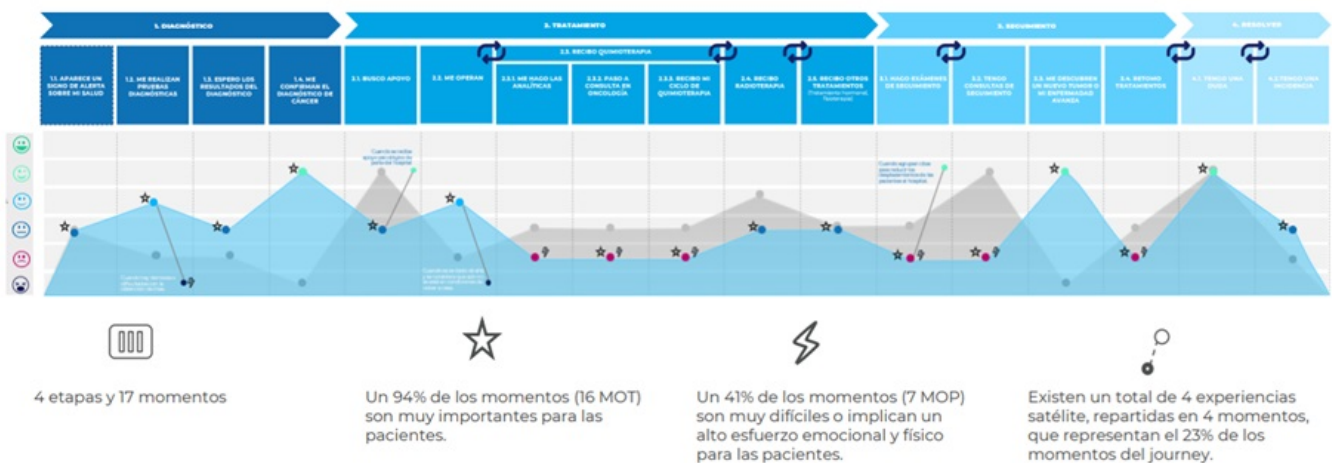 1. DIAGNÓSTICO
2. TRATAMIENTO
3. SEGUIMIENTO
4. RESOLVER
2.3. RECIBO QUIMIOTERAPIA
1.1. APARECE UN
SIGNO DE ALERTA
SOBRE MI SALUD
1.2. ME REALIZAN
PRUEBAS
DIAGNÓSTICAS
1.3. ESPERO LOS
RESULTADOS DEL
DIAGNÓSTICO
1.4. ME
CONFIRMAN EL
DIAGNÓSTICO DE
CÁNCER
2.1. BUSCO APOYO
2.2. ME OPERAN
2.3.1 ME HAGO LAS
ANALÍTICAS
2.3.2. PASO A
CONSULTA EN
ONCOLOGÍA
2.3.3. RECIBO MI
CICLO DE
QUIMIOTERAPIA
2.4. RECIBO
RADIOTERAPIA
2.5. RECIBO OTROS
TRATAMIENTOS
(Tratamiento hormonal,
fisioterapia)
3.1. HAGO EXÁMENES
DE SEGUIMIENTO
3.2. TENGO
CONSULTAS DE
SEGUIMIENTO
3.3. ME DESCUBREN
UN NUEVO TUMOR O
MI ENFERMEDAD
AVANZA
3.4. RETOMO
TRATAMIENTOS
4.1. TENGO UNA
DUDA
4.2 TENGO UNA
INCIDENCIA
4 etapas y 17 momentos
Un 94% de los momentos (16 MOT)
son muy importantes para las
pacientes.
Un 41% de los momentos (7 MOP)
son muy difíciles o implican un
alto esfuerzo emocional y físico
para las pacientes.
Existen un total de 4 experiencias
satélite, repartidas en 4 momentos,
que representan el 23% de los
momentos del journey.